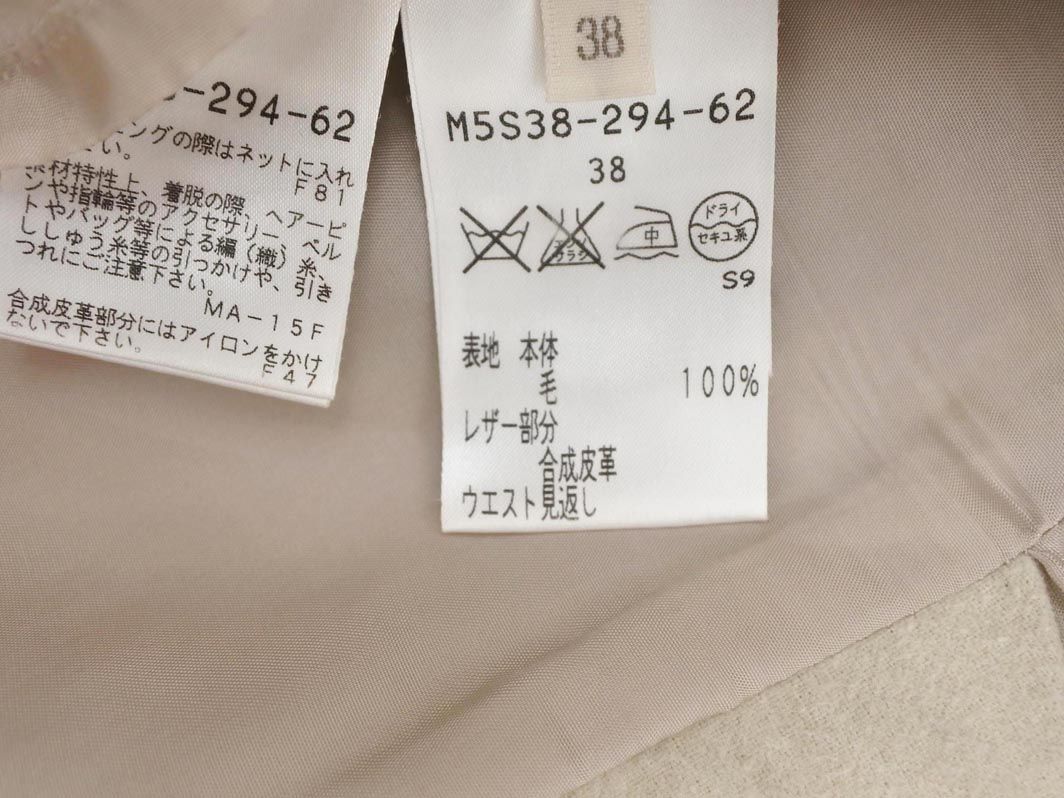 -294-62
ングの際はネットに入れ
さい。
F81
素材特性上、着脱の際、ヘアーピ
ンや指輪等のアクセサリー、ベル
トやバッグ等による編(織)糸、
ししゅう糸等の引っかけや、引き
つれにご注意下さい。
MA-15F
合成皮革部分にはアイロンをかけ
ないで下さい。
F47
38
M5S38-294-62
38
エンソ
サラシ
中
ドライ
セキユ系
S9
表地 本体
毛 100%
レザー部分
合成皮革
ウエスト見返し